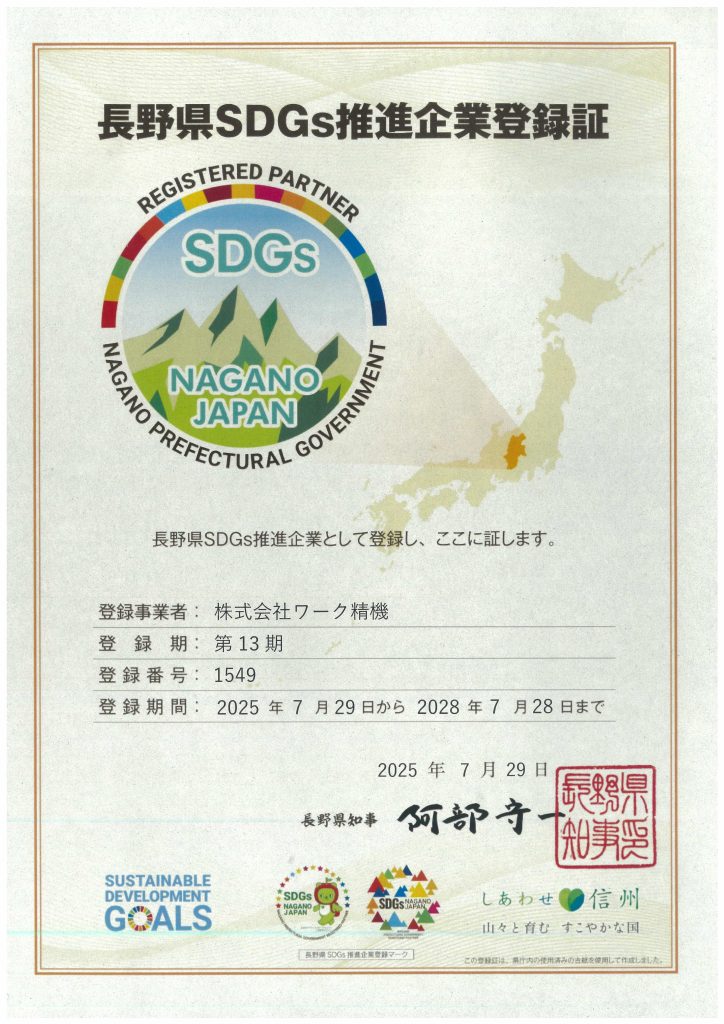 長野県SDGs推進企業登録証
REGISTERED PARTNER
SDGs
NAGANO
JAPAN
NAGANO PREFECTURAL GOVERNMENT
長野県SDGs推進企業として登録し、ここに証します。
登録事業者： 株式会社ワーク精機
登 録 期： 第 13 期
登録番号： 1549
登録期間： 2025 年 7 月 29 日から 2028 年 7 月 28 日まで
2025 年 7 月 29 日
長野県知事 阿部守一
長野県知事印
SUSTAINABLE
DEVELOPMENT
GOALS
SDGs
NAGANO
JAPAN
SDGs NAGANO JAPAN
長野県 SDGs 推進企業登録マーク
しあわせ 信州
山々と育む すこやかな国
この登録証は、県庁内の使用済みの古紙を使用して作成しました。